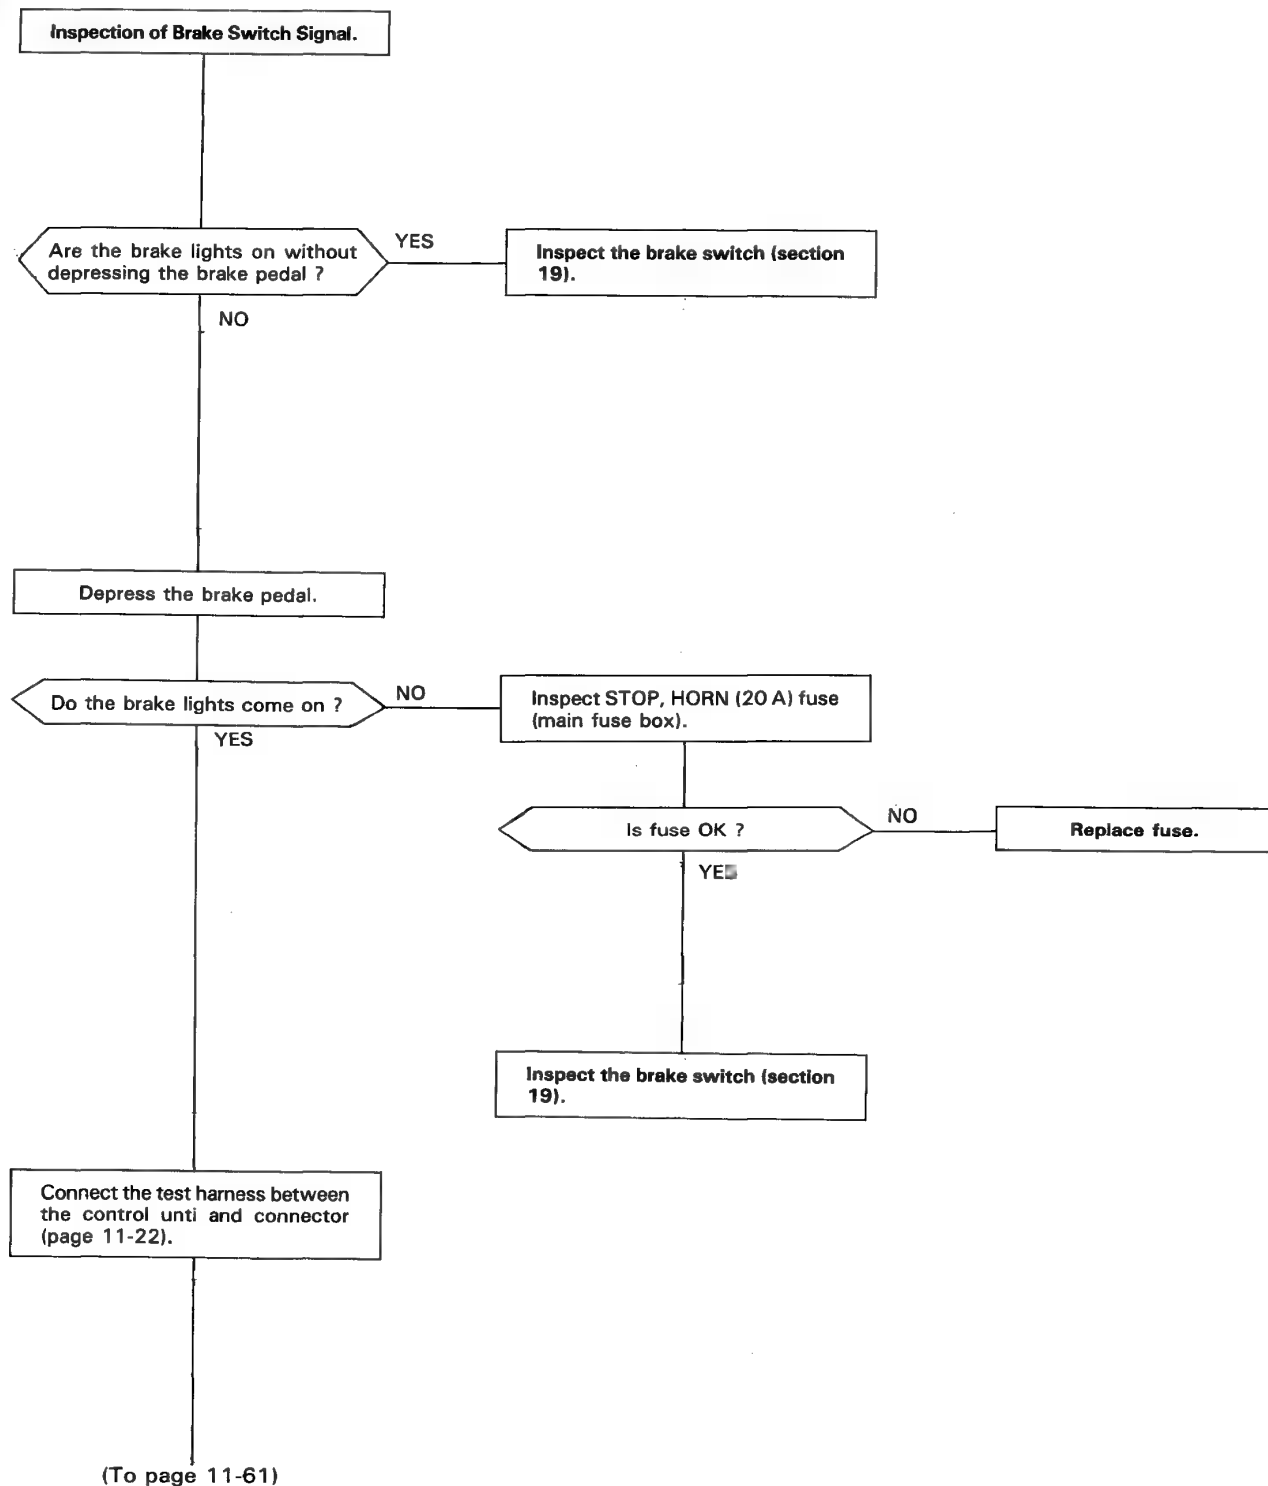 Inspection of Brake Switch Signal.
Are the brake lights on without
depressing the brake pedal ?
YES
Inspect the brake switch (section
19).
NO
Depress the brake pedal.
Do the brake lights come on ?
NO
Inspect STOP, HORN (20 A) fuse
(main fuse box).
YES
Is fuse OK ?
NO
Replace fuse.
YES
Inspect the brake switch (section
19).
Connect the test harness between
the control unti and connector
(page 11-22).
(To page 11-61)